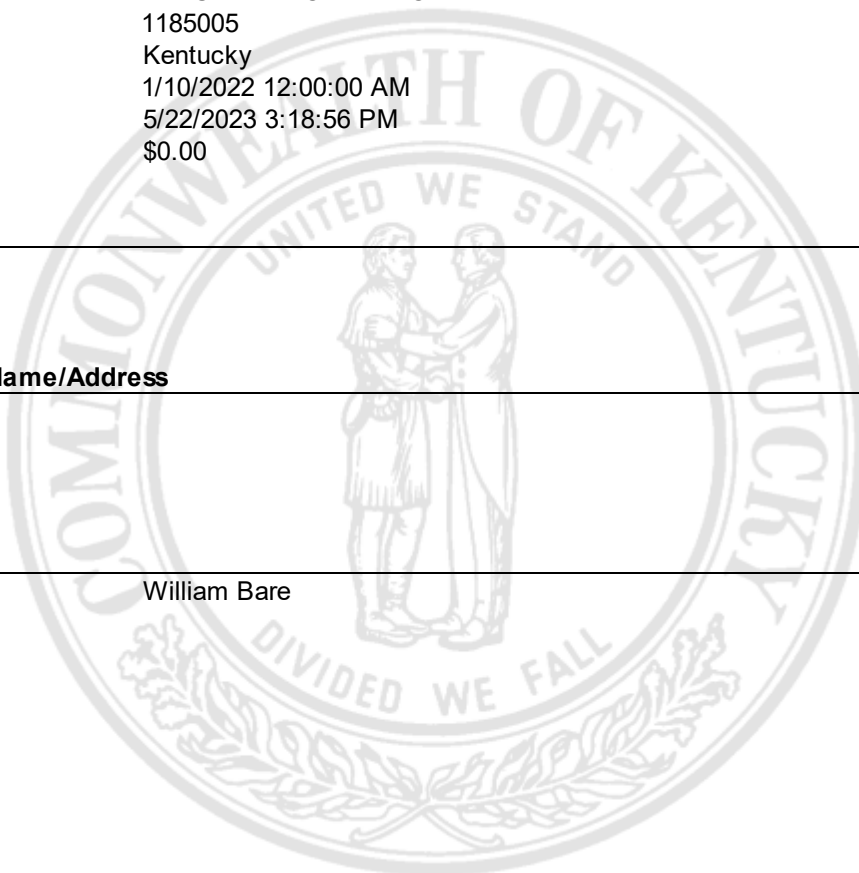 1185005
Kentucky
1/10/2022 12:00:00 AM
5/22/2023 3:18:56 PM
$0.00
COMMONWEALTH OF KENTUCKY
UNITED WE STAND
ame/Address
William Bare
DIVIDED WE FALL